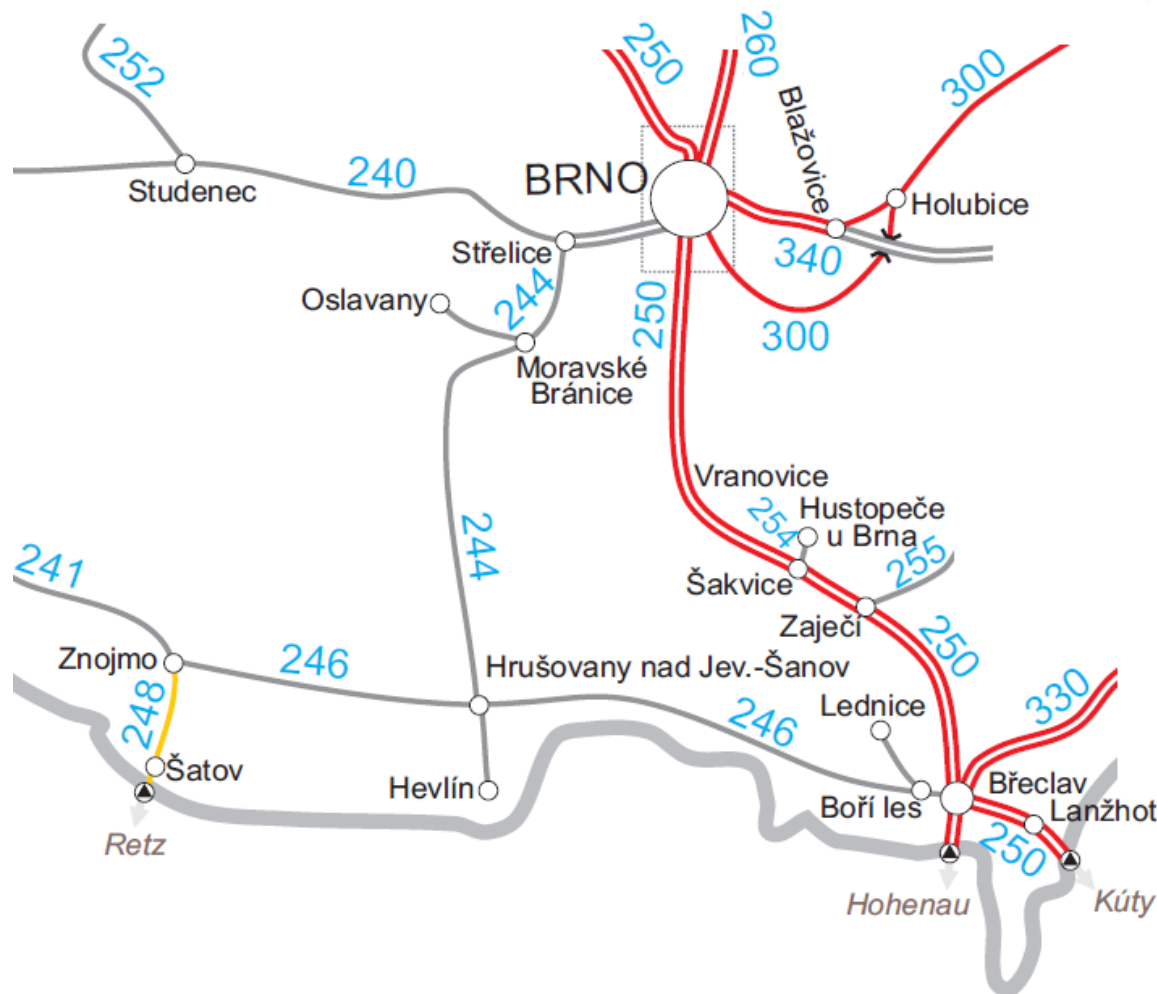 252
250
260
300
Blažovice
BRNO
Studenec
240
Holubice
Střelice
340
Oslavany
244
250
300
Moravské
Bránice
Vranovice
254
Hustopeče
u Brna
244
255
241
Šakvice
Zaječí
250
Znojmo
246
Hrušovany nad Jev.-Šanov
330
248
246
Lednice
Šatov
Hevlín
Boří les
Břeclav
Lanžhot
250
Retz
Hohenau
Kúty